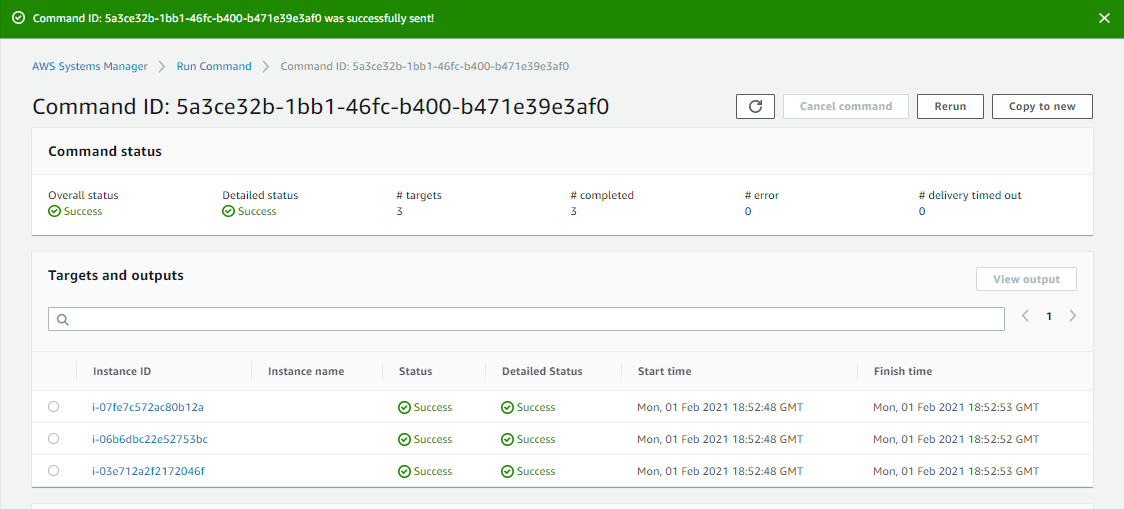 Command ID: 5a3ce32b-1bb1-46fc-b400-b471e39e3af0 was successfully sent!
AWS Systems Manager > Run Command > Command ID: 5a3ce32b-1bb1-46fc-b400-b471e39e3af0
Command ID: 5a3ce32b-1bb1-46fc-b400-b471e39e3af0 Cancel command Rerun Copy to new
Command status
Overall status Detailed status # targets # completed # error # delivery timed out
Success Success 3 3 0 0
Targets and outputs View output
1
Instance ID Instance name Status Detailed Status Start time Finish time
i-07fe7c572ac80b12a Success Success Mon, 01 Feb 2021 18:52:48 GMT Mon, 01 Feb 2021 18:52:53 GMT
i-06b6dbc22e52753bc Success Success Mon, 01 Feb 2021 18:52:48 GMT Mon, 01 Feb 2021 18:52:52 GMT
i-03e712a2f2172046f Success Success Mon, 01 Feb 2021 18:52:48 GMT Mon, 01 Feb 2021 18:52:53 GMT